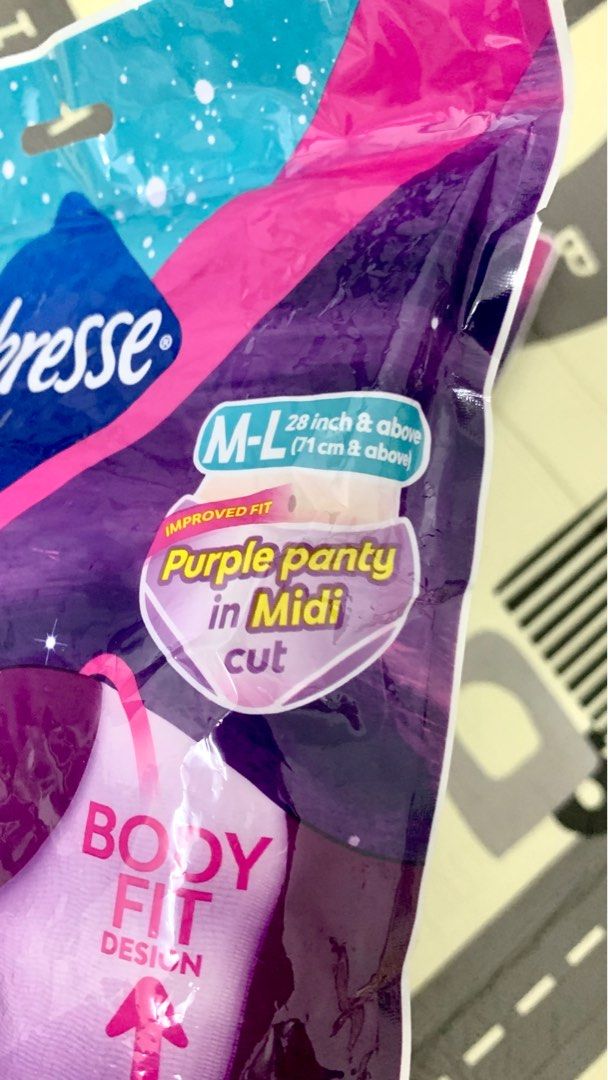 bresse®
M-L 28 inch & above
(71 cm & above)
IMPROVED FIT
Purple panty
in Midi
cut
BODY
FIT
DESIGN